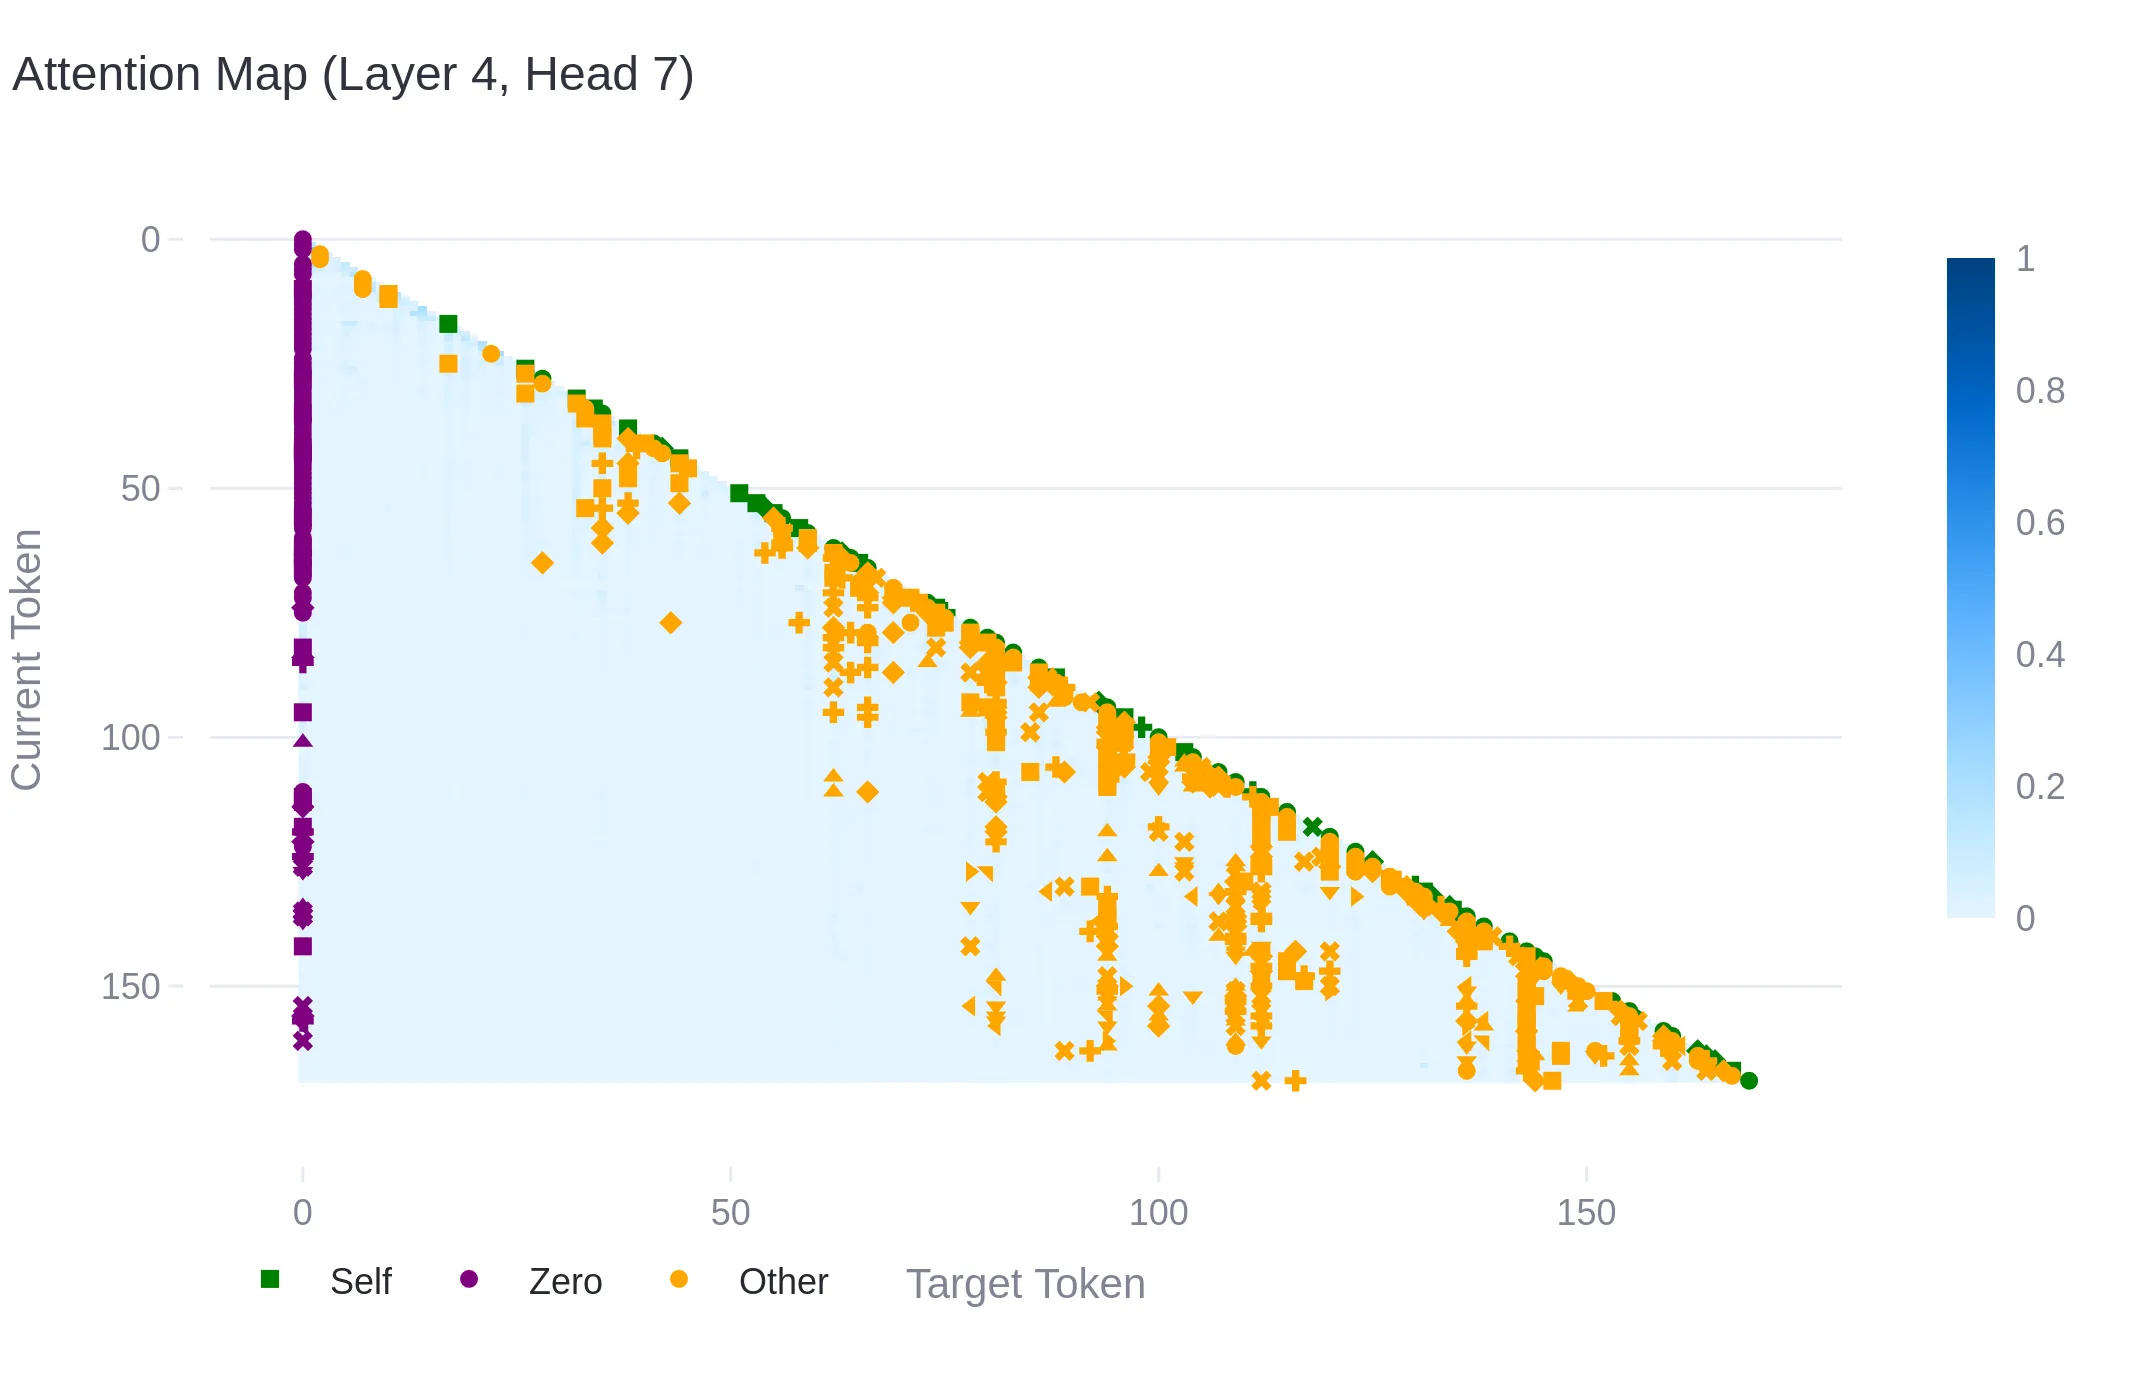 Attention Map (Layer 4, Head 7)
0
50
100
150
Current Token
1
0.8
0.6
0.4
0.2
0
0
50
100
150
Self
Zero
Other
Target Token